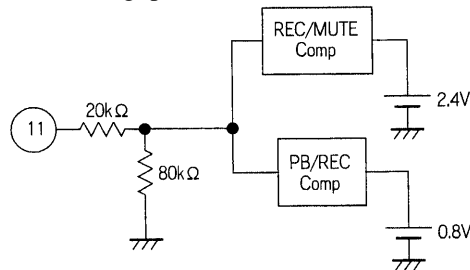 REC/MUTE
Comp
2.4V
11
20kΩ
80kΩ
PB/REC
Comp
0.8V